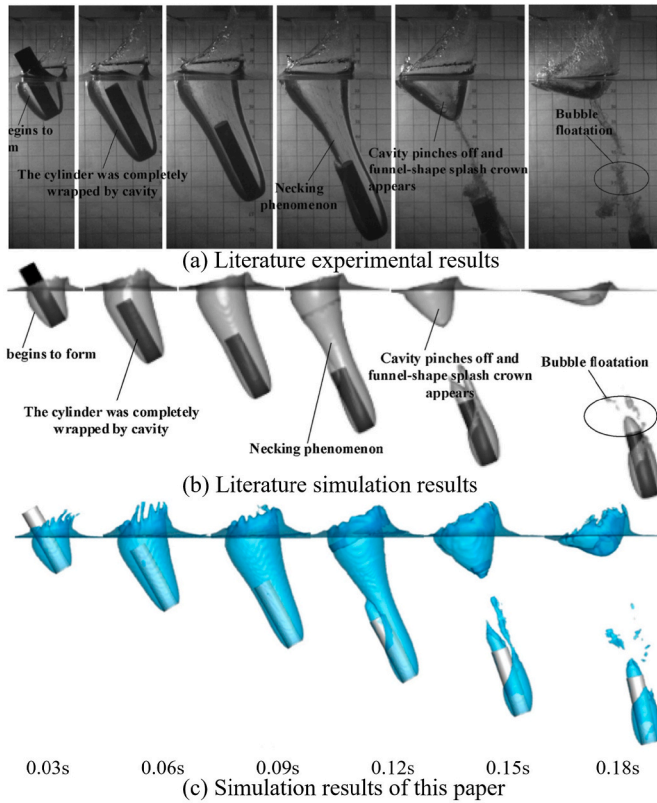 egins to
m
The cylinder was completely
wrapped by cavity
Necking
phenomenon
Cavity pinches off and
funnel-shape splash crown
appears
Bubble
floatation
(a) Literature experimental results
begins to form
The cylinder was completely
wrapped by cavity
Necking phenomenon
Cavity pinches off and
funnel-shape splash crown
appears
Bubble floatation
(b) Literature simulation results
0.03s 0.06s 0.09s 0.12s 0.15s 0.18s
(c) Simulation results of this paper